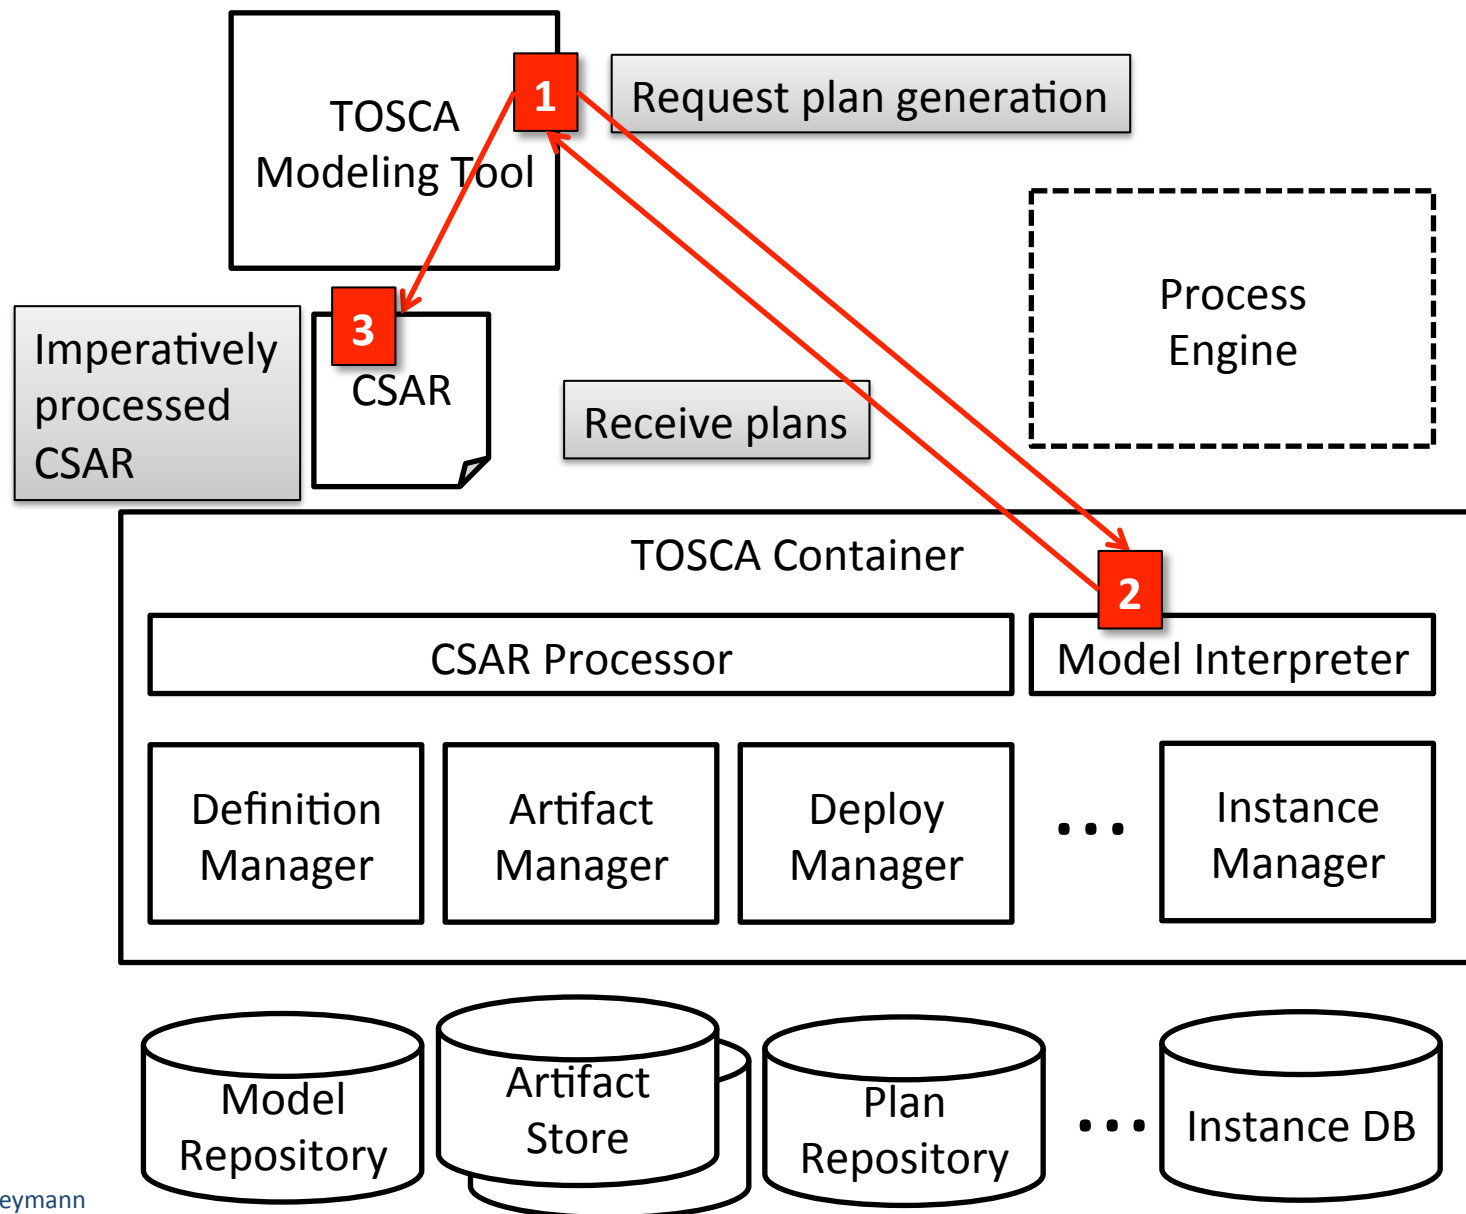 1
Request plan generation
TOSCA
Modeling Tool
Process
Engine
3
CSAR
Imperatively
processed
CSAR
Receive plans
TOSCA Container
2
CSAR Processor
Model Interpreter
Definition
Manager
Artifact
Manager
Deploy
Manager
...
Instance
Manager
Model
Repository
Artifact
Store
Plan
Repository
...
Instance DB
eymann